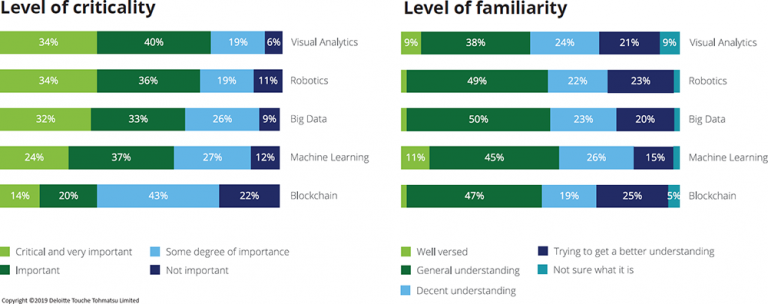 Level of criticality
34% 40% 19% 6% Visual Analytics
34% 36% 19% 11% Robotics
32% 33% 26% 9% Big Data
24% 37% 27% 12% Machine Learning
14% 20% 43% 22% Blockchain
Critical and very important
Some degree of importance
Important
Not important
Level of familiarity
9% 38% 24% 21% 9% Visual Analytics
49% 22% 23% Robotics
50% 23% 20% Big Data
11% 45% 26% 15% Machine Learning
47% 19% 25% 5% Blockchain
Well versed
Trying to get a better understanding
General understanding
Not sure what it is
Decent understanding
Copyright ©2019 Deloitte Touche Tohmatsu Limited